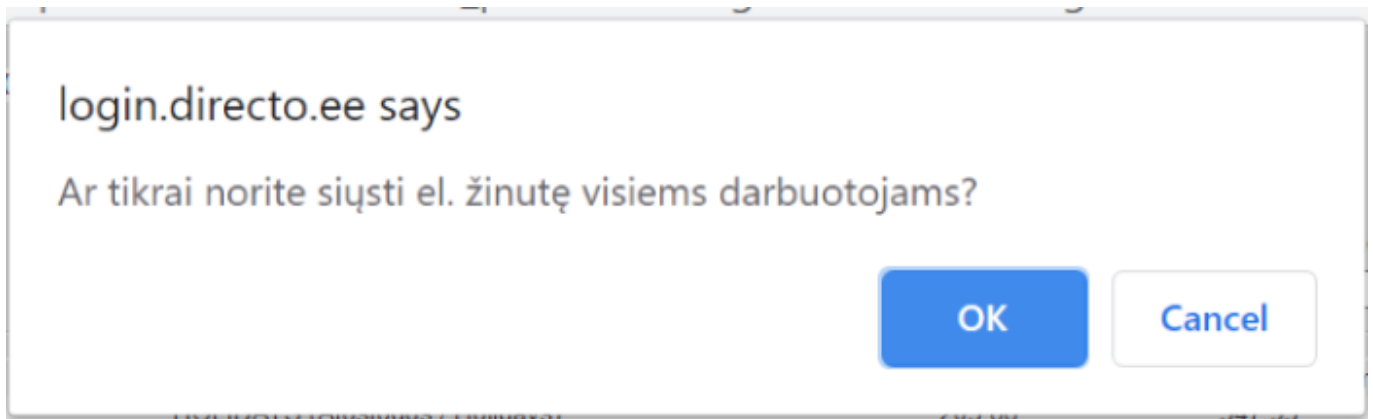 login.directo.ee says
Ar tikrai norite siųsti el. žinutę visiems darbuotojams?
OK Cancel